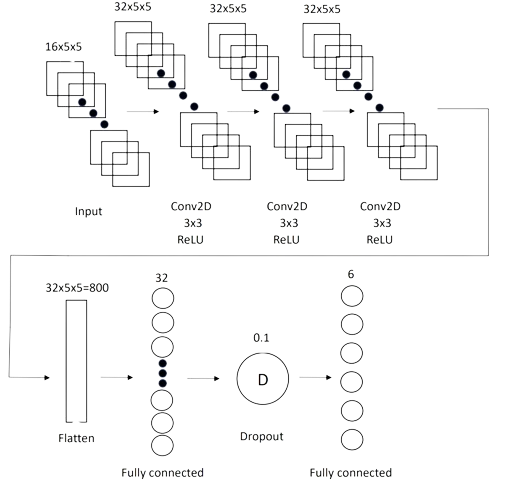 32x5x5
32x5x5
32x5x5
16x5x5
Input
Conv2D
3x3
ReLU
Conv2D
3x3
ReLU
Conv2D
3x3
ReLU
32x5x5=800
Flatten
32
Fully connected
0.1
D
Dropout
6
Fully connected